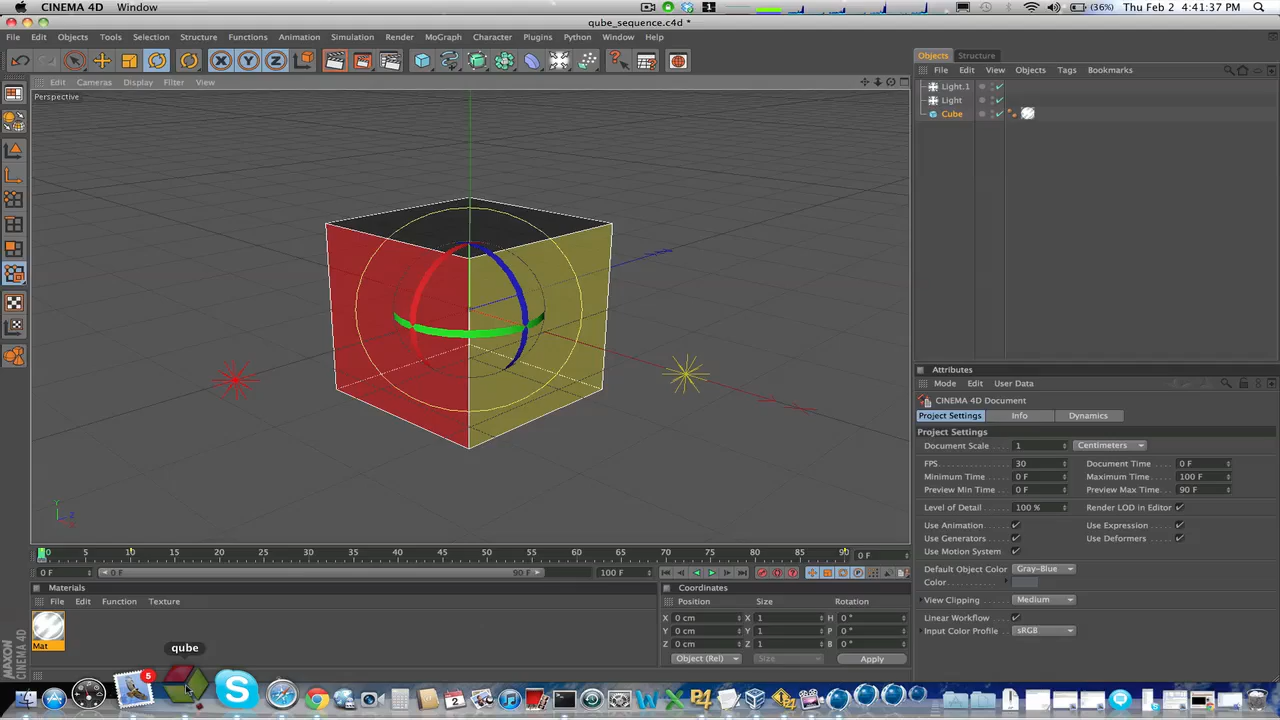 CINEMA 4D Window
(36%) Thu Feb 2 4:41:37 PM
qube_sequence.c4d *
File Edit Objects Tools Selection Structure Functions Animation Simulation Render MoGraph Character Plugins Python Window Help
Edit Cameras Display Filter View
Perspective
Y
Z
X
Objects Structure
File Edit View Objects Tags Bookmarks
Light.1
Light
Cube
Attributes
Mode Edit User Data
CINEMA 4D Document
Project Settings Info Dynamics
Project Settings
Document Scale 1 Centimeters
FPS 30 Document Time 0 F
Minimum Time 0 F Maximum Time 100 F
Preview Min Time 0 F Preview Max Time 90 F
Level of Detail 100 % Render LOD in Editor
Use Animation Use Expression
Use Generators Use Deformers
Use Motion System
Default Object Color Gray-Blue
Color
View Clipping Medium
Linear Workflow
Input Color Profile sRGB
0 5 10 15 20 25 30 35 40 45 50 55 60 65 70 75 80 85 90 0 F
0 F 0 F 90 F 100 F
Materials
File Edit Function Texture
Mat
Coordinates
Position Size Rotation
X 0 cm X 1 H 0 °
Y 0 cm Y 1 P 0 °
Z 0 cm Z 1 B 0 °
Object (Rel) Size Apply
MAXON CINEMA 4D
qube
5